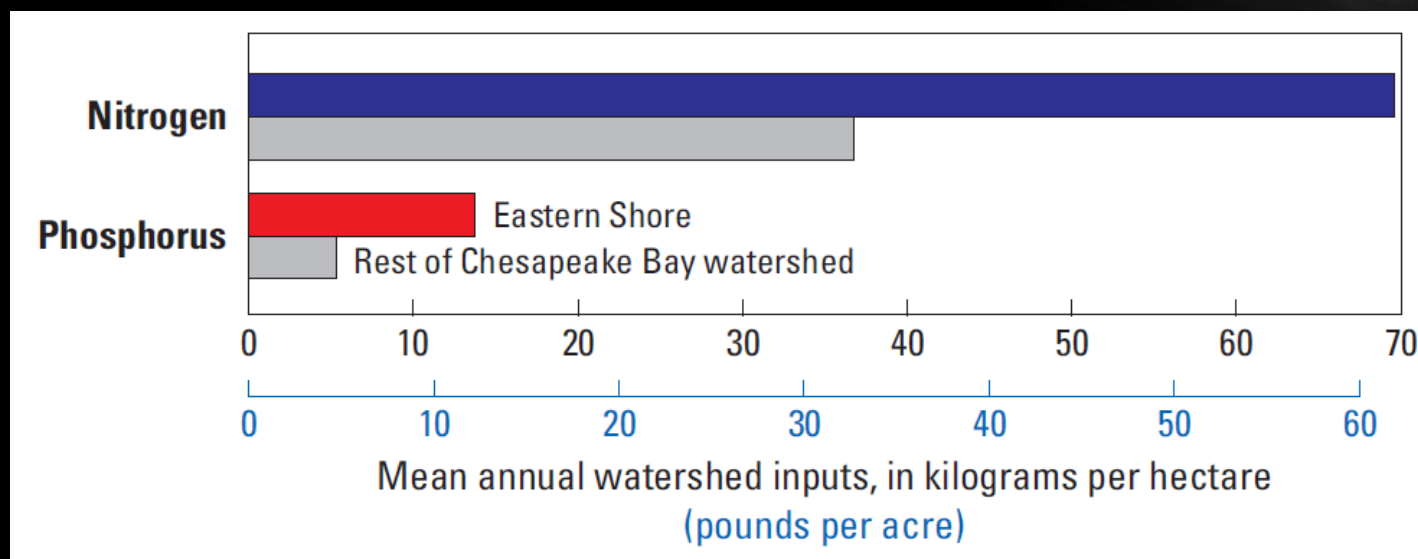 Nitrogen
Phosphorus
Eastern Shore
Rest of Chesapeake Bay watershed
0 10 20 30 40 50 60 70
0 10 20 30 40 50 60
Mean annual watershed inputs, in kilograms per hectare
(pounds per acre)